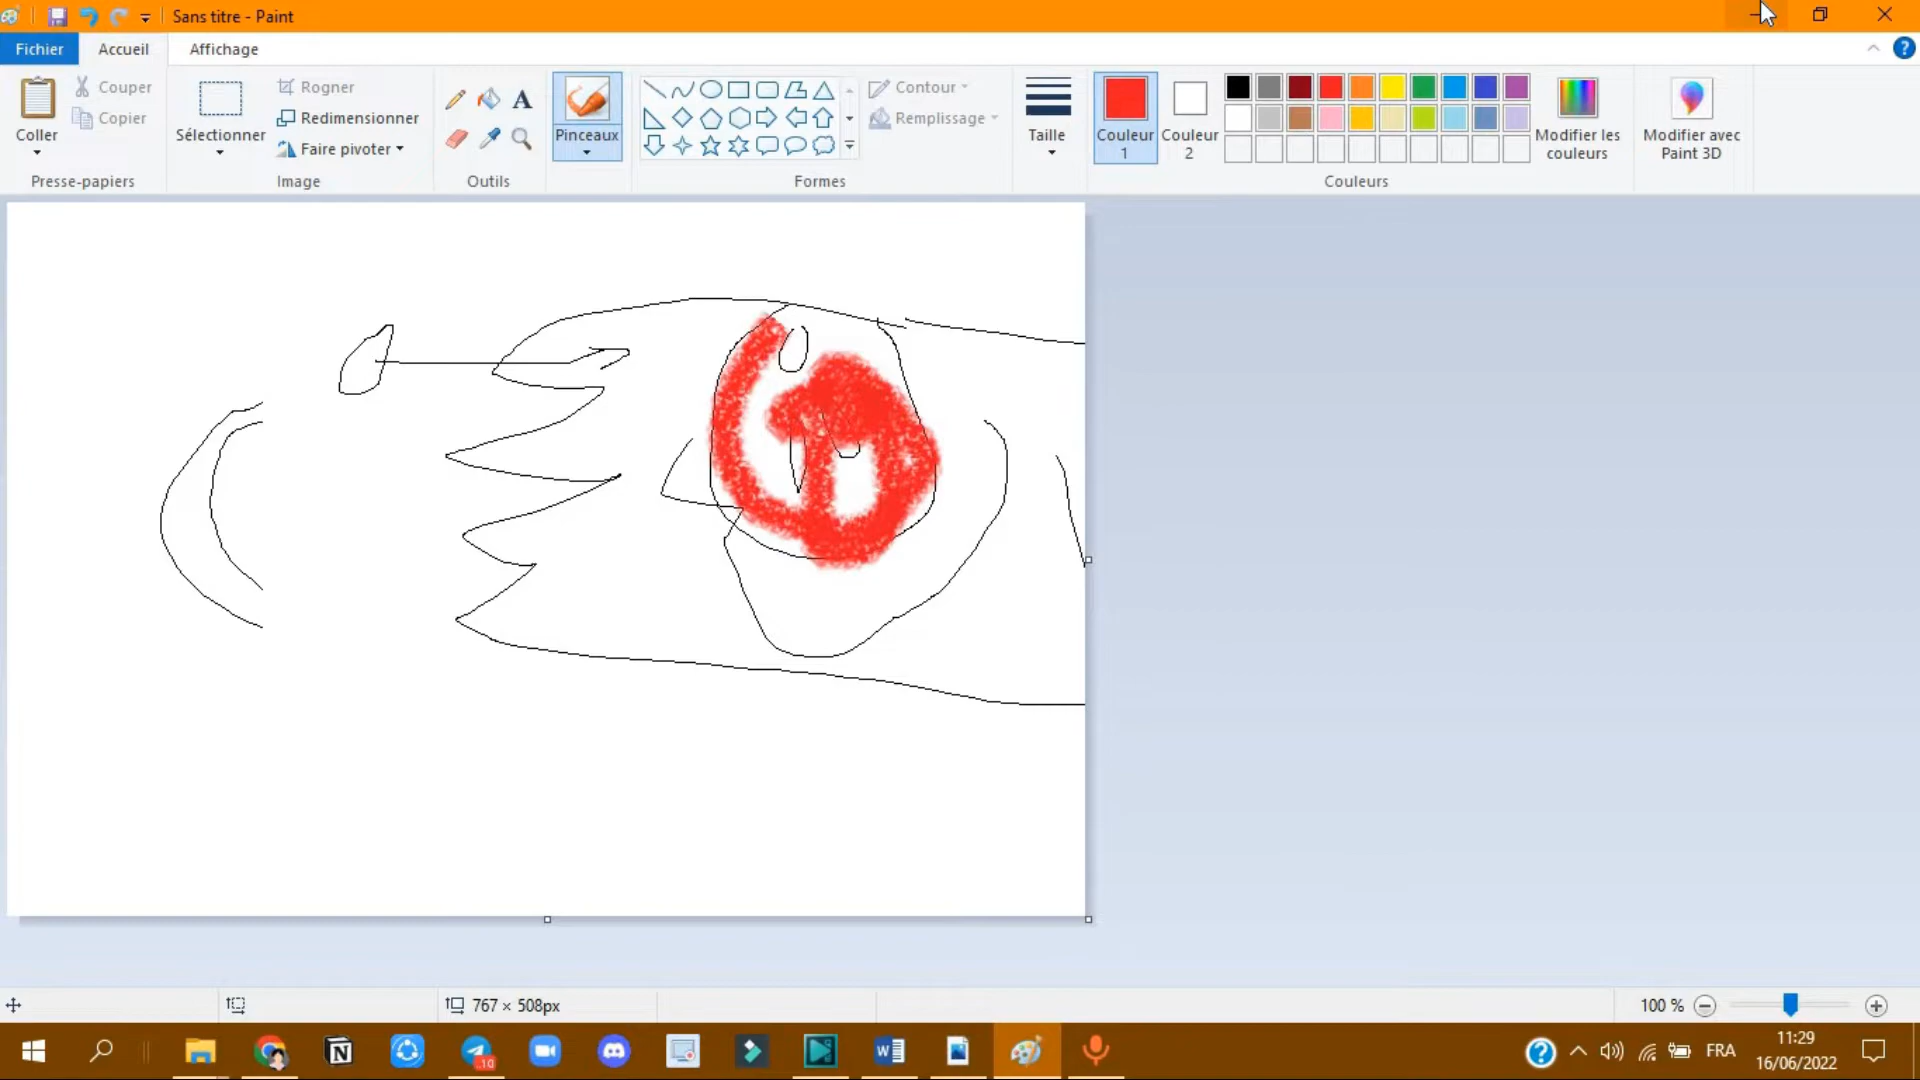 Sans titre - Paint
Fichier Accueil Affichage
Coller
Couper
Copier
Presse-papiers
Sélectionner
Rogner
Redimensionner
Faire pivoter
Image
A
Outils
Pinceaux
Formes
Contour
Remplissage
Taille
Couleur 1
Couleur 2
Couleurs
Modifier les couleurs
Modifier avec Paint 3D
?
767 × 508px
100 %
N
10
W
?
FRA
11:29
16/06/2022